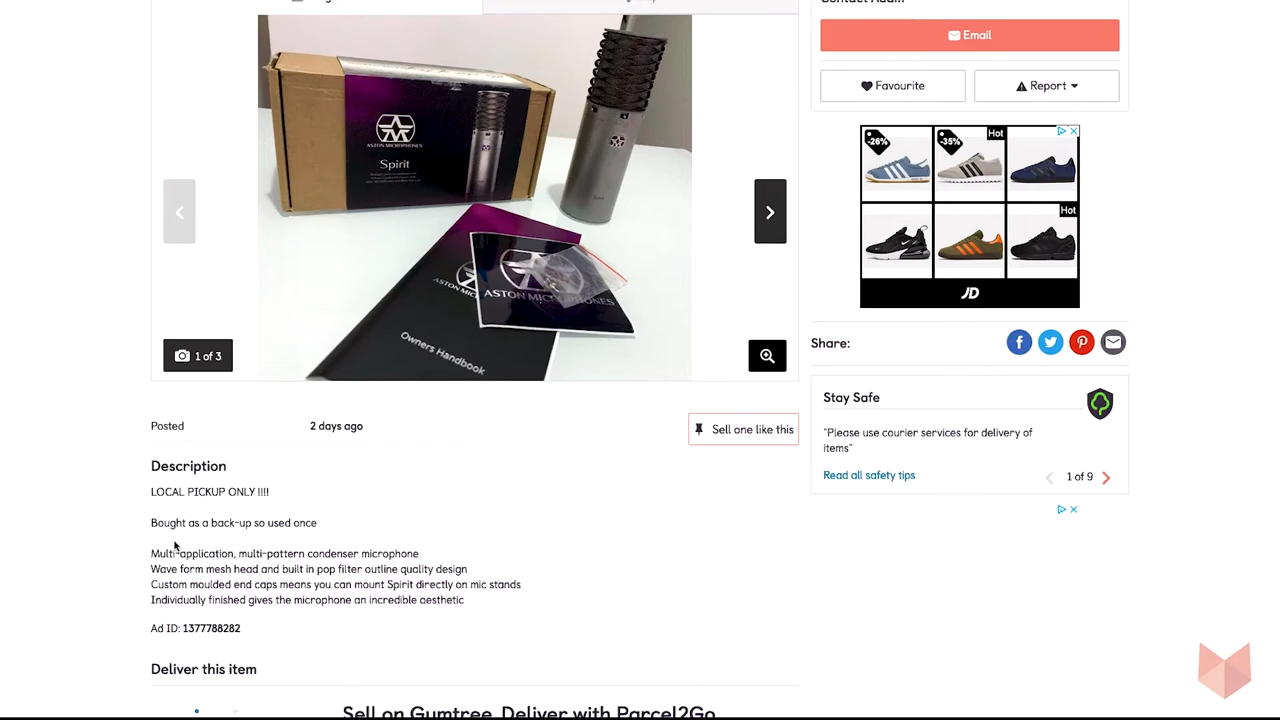 Email
Favourite
Report
-26%
-35%
Hot
Hot
JD
ASTON MICROPHONES
Spirit
ASTON MICROPHONES
Owners Handbook
1 of 3
Share:
Stay Safe
"Please use courier services for delivery of
items"
Read all safety tips
1 of 9
Posted
2 days ago
Sell one like this
Description
LOCAL PICKUP ONLY !!!!
Bought as a back-up so used once
Multi-application, multi-pattern condenser microphone
Wave form mesh head and built in pop filter outline quality design
Custom moulded end caps means you can mount Spirit directly on mic stands
Individually finished gives the microphone an incredible aesthetic
Ad ID: 1377788282
Deliver this item
Sell on Gumtree, Deliver with Parcel2Go